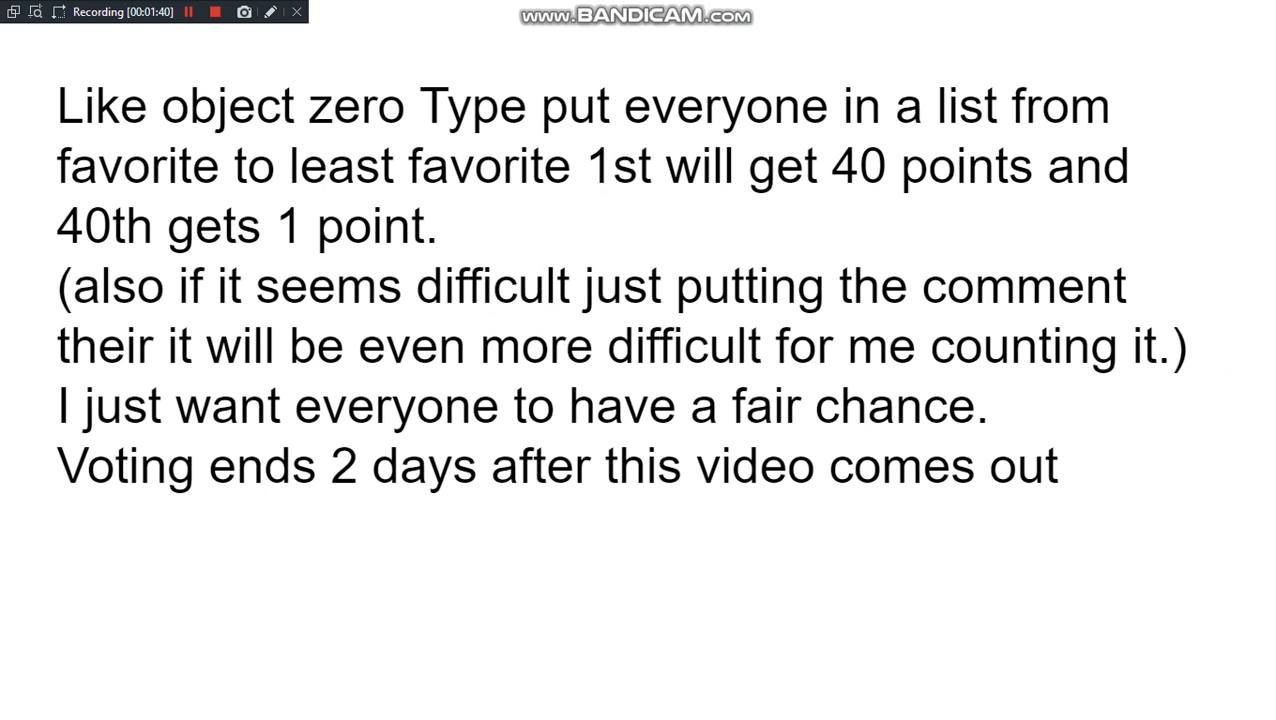 Recording [00:01:40]
www.BANDICAM.com
Like object zero Type put everyone in a list from
favorite to least favorite 1st will get 40 points and
40th gets 1 point.
(also if it seems difficult just putting the comment
their it will be even more difficult for me counting it.)
I just want everyone to have a fair chance.
Voting ends 2 days after this video comes out